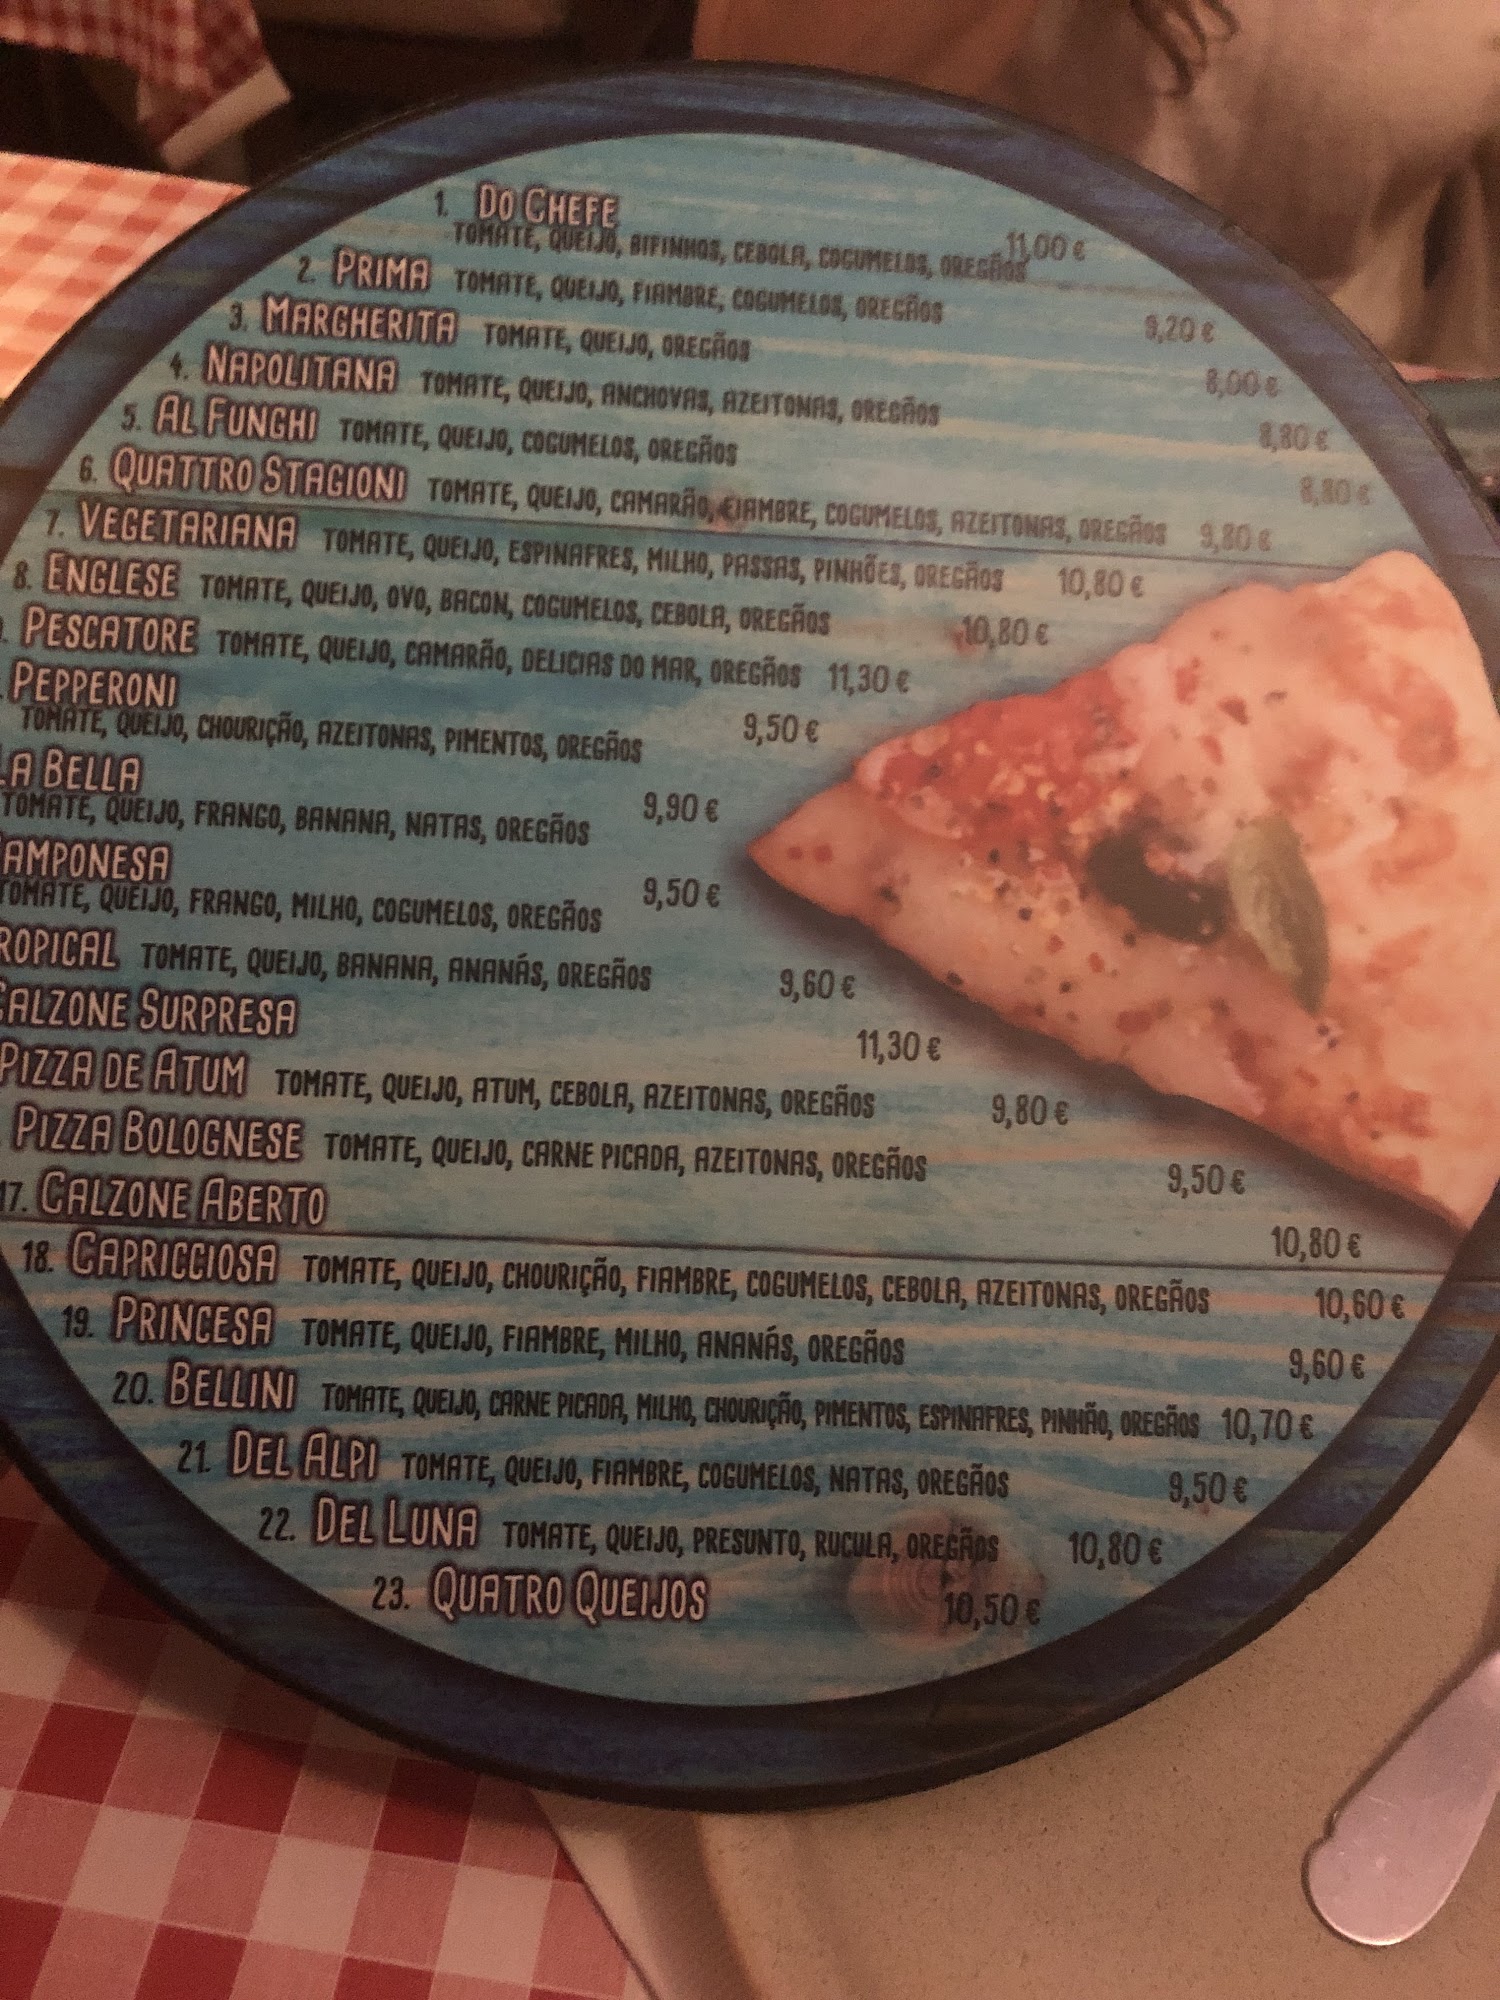 1. DO CHEFE 11,00 €
TOMATE, QUEIJO, BIFINHOS, CEBOLA, COGUMELOS, OREGÃOS
2. PRIMA TOMATE, QUEIJO, FIAMBRE, COGUMELOS, OREGÃOS 9,20 €
3. MARGHERITA TOMATE, QUEIJO, OREGÃOS 8,00 €
4. NAPOLITANA TOMATE, QUEIJO, ANCHOVAS, AZEITONAS, OREGÃOS 8,80 €
5. AL FUNGHI TOMATE, QUEIJO, COGUMELOS, OREGÃOS 8,80 €
6. QUATTRO STAGIONI TOMATE, QUEIJO, CAMARÃO, FIAMBRE, COGUMELOS, AZEITONAS, OREGÃOS 9,80 €
7. VEGETARIANA TOMATE, QUEIJO, ESPINAFRES, MILHO, PASSAS, PINHÕES, OREGÃOS 10,80 €
8. ENGLESE TOMATE, QUEIJO, OVO, BACON, COGUMELOS, CEBOLA, OREGÃOS 10,80 €
. PESCATORE TOMATE, QUEIJO, CAMARÃO, DELICIAS DO MAR, OREGÃOS 11,30 €
. PEPPERONI 9,50 €
TOMATE, QUEIJO, CHOURIÇÃO, AZEITONAS, PIMENTOS, OREGÃOS
LA BELLA 9,90 €
TOMATE, QUEIJO, FRANGO, BANANA, NATAS, OREGÃOS
AMPONESA 9,50 €
TOMATE, QUEIJO, FRANGO, MILHO, COGUMELOS, OREGÃOS
ROPICAL TOMATE, QUEIJO, BANANA, ANANÁS, OREGÃOS 9,60 €
CALZONE SURPRESA 11,30 €
PIZZA DE ATUM TOMATE, QUEIJO, ATUM, CEBOLA, AZEITONAS, OREGÃOS 9,80 €
PIZZA BOLOGNESE TOMATE, QUEIJO, CARNE PICADA, AZEITONAS, OREGÃOS 9,50 €
17. CALZONE ABERTO 10,80 €
18. CAPRICCIOSA TOMATE, QUEIJO, CHOURIÇÃO, FIAMBRE, COGUMELOS, CEBOLA, AZEITONAS, OREGÃOS 10,60 €
19. PRINCESA TOMATE, QUEIJO, FIAMBRE, MILHO, ANANÁS, OREGÃOS 9,60 €
20. BELLINI TOMATE, QUEIJO, CARNE PICADA, MILHO, CHOURIÇÃO, PIMENTOS, ESPINAFRES, PINHÃO, OREGÃOS 10,70 €
21. DEL ALPI TOMATE, QUEIJO, FIAMBRE, COGUMELOS, NATAS, OREGÃOS 9,50 €
22. DEL LUNA TOMATE, QUEIJO, PRESUNTO, RUCULA, OREGÃOS 10,80 €
23. QUATRO QUEIJOS 10,50 €